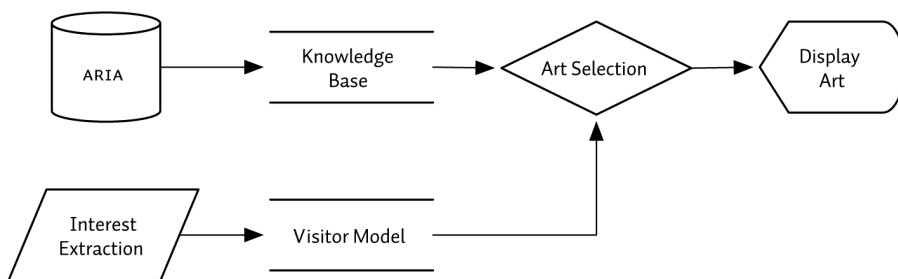 ARIA
Knowledge
Base
Art Selection
Display
Art
Interest
Extraction
Visitor Model